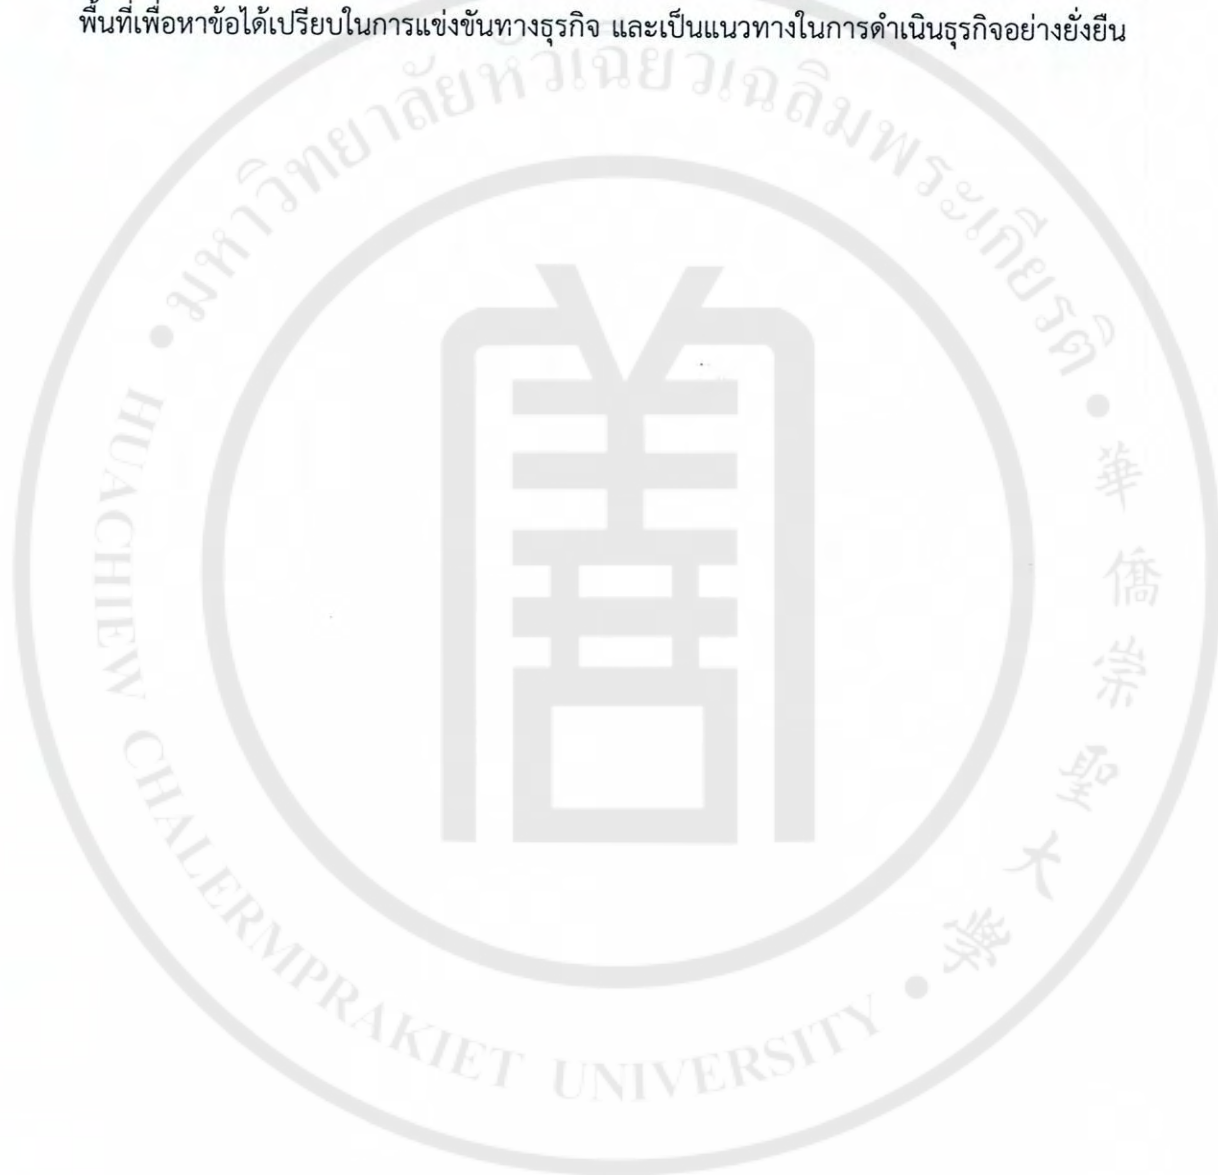 พื้นที่เพื่อหาข้อได้เปรียบในการแข่งขันทางธุรกิจ และเป็นแนวทางในการดำเนินธุรกิจอย่างยั่งยืน
มหาวิทยาลัยหัวเฉียวเฉลิมพระเกียรติ
華僑崇聖大學
HUACHIEW CHALERMPRAKIET UNIVERSITY